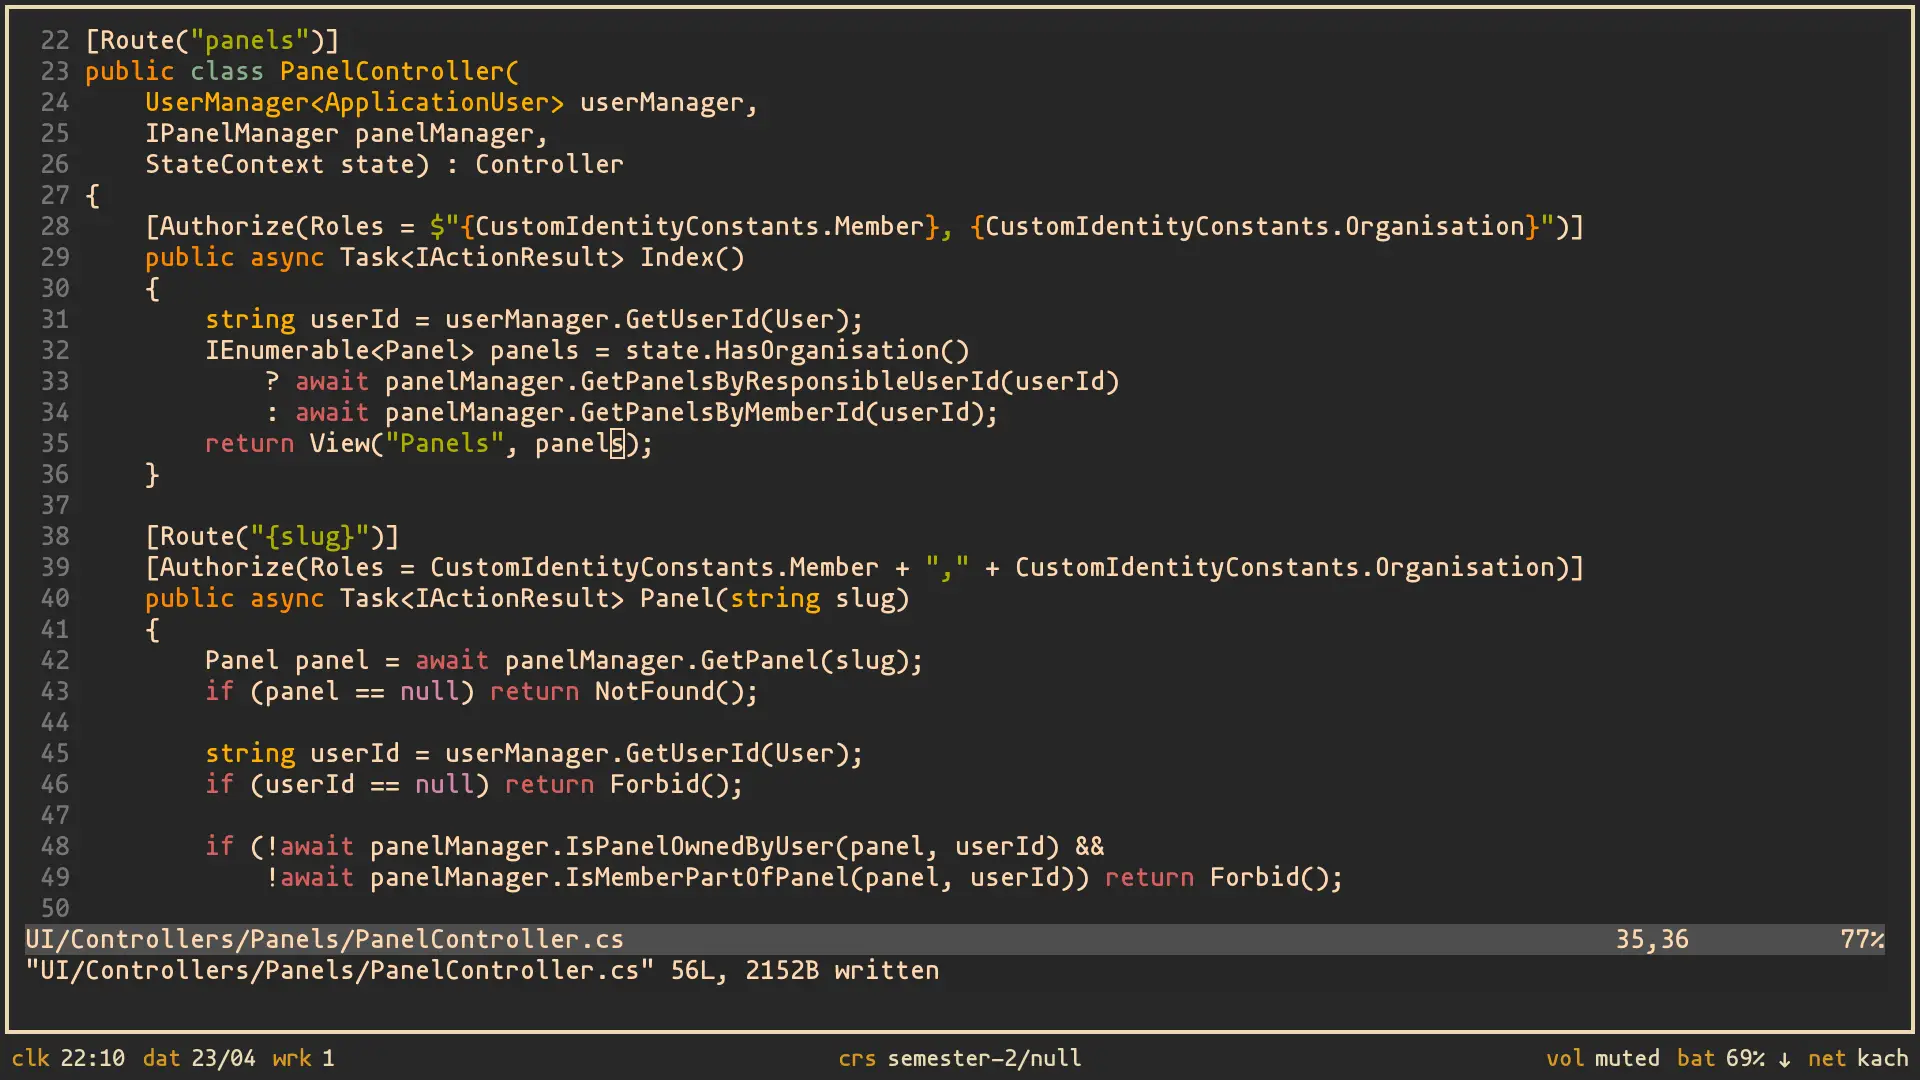 22 [Route("panels")]
23 public class PanelController(
24     UserManager<ApplicationUser> userManager,
25     IPanelManager panelManager,
26     StateContext state) : Controller
27 {
28     [Authorize(Roles = $"{CustomIdentityConstants.Member}, {CustomIdentityConstants.Organisation}")]
29     public async Task<IActionResult> Index()
30     {
31         string userId = userManager.GetUserId(User);
32         IEnumerable<Panel> panels = state.HasOrganisation()
33             ? await panelManager.GetPanelsByResponsibleUserId(userId)
34             : await panelManager.GetPanelsByMemberId(userId);
35         return View("Panels", panels);
36     }
37
38     [Route("{slug}")]
39     [Authorize(Roles = CustomIdentityConstants.Member + "," + CustomIdentityConstants.Organisation)]
40     public async Task<IActionResult> Panel(string slug)
41     {
42         Panel panel = await panelManager.GetPanel(slug);
43         if (panel == null) return NotFound();
44
45         string userId = userManager.GetUserId(User);
46         if (userId == null) return Forbid();
47
48         if (!await panelManager.IsPanelOwnedByUser(panel, userId) &&
49             !await panelManager.IsMemberPartOfPanel(panel, userId)) return Forbid();
50
UI/Controllers/Panels/PanelController.cs 35,36 77%
"UI/Controllers/Panels/PanelController.cs" 56L, 2152B written
clk 22:10 dat 23/04 wrk 1 crs semester-2/null vol muted bat 69% ↓ net kach